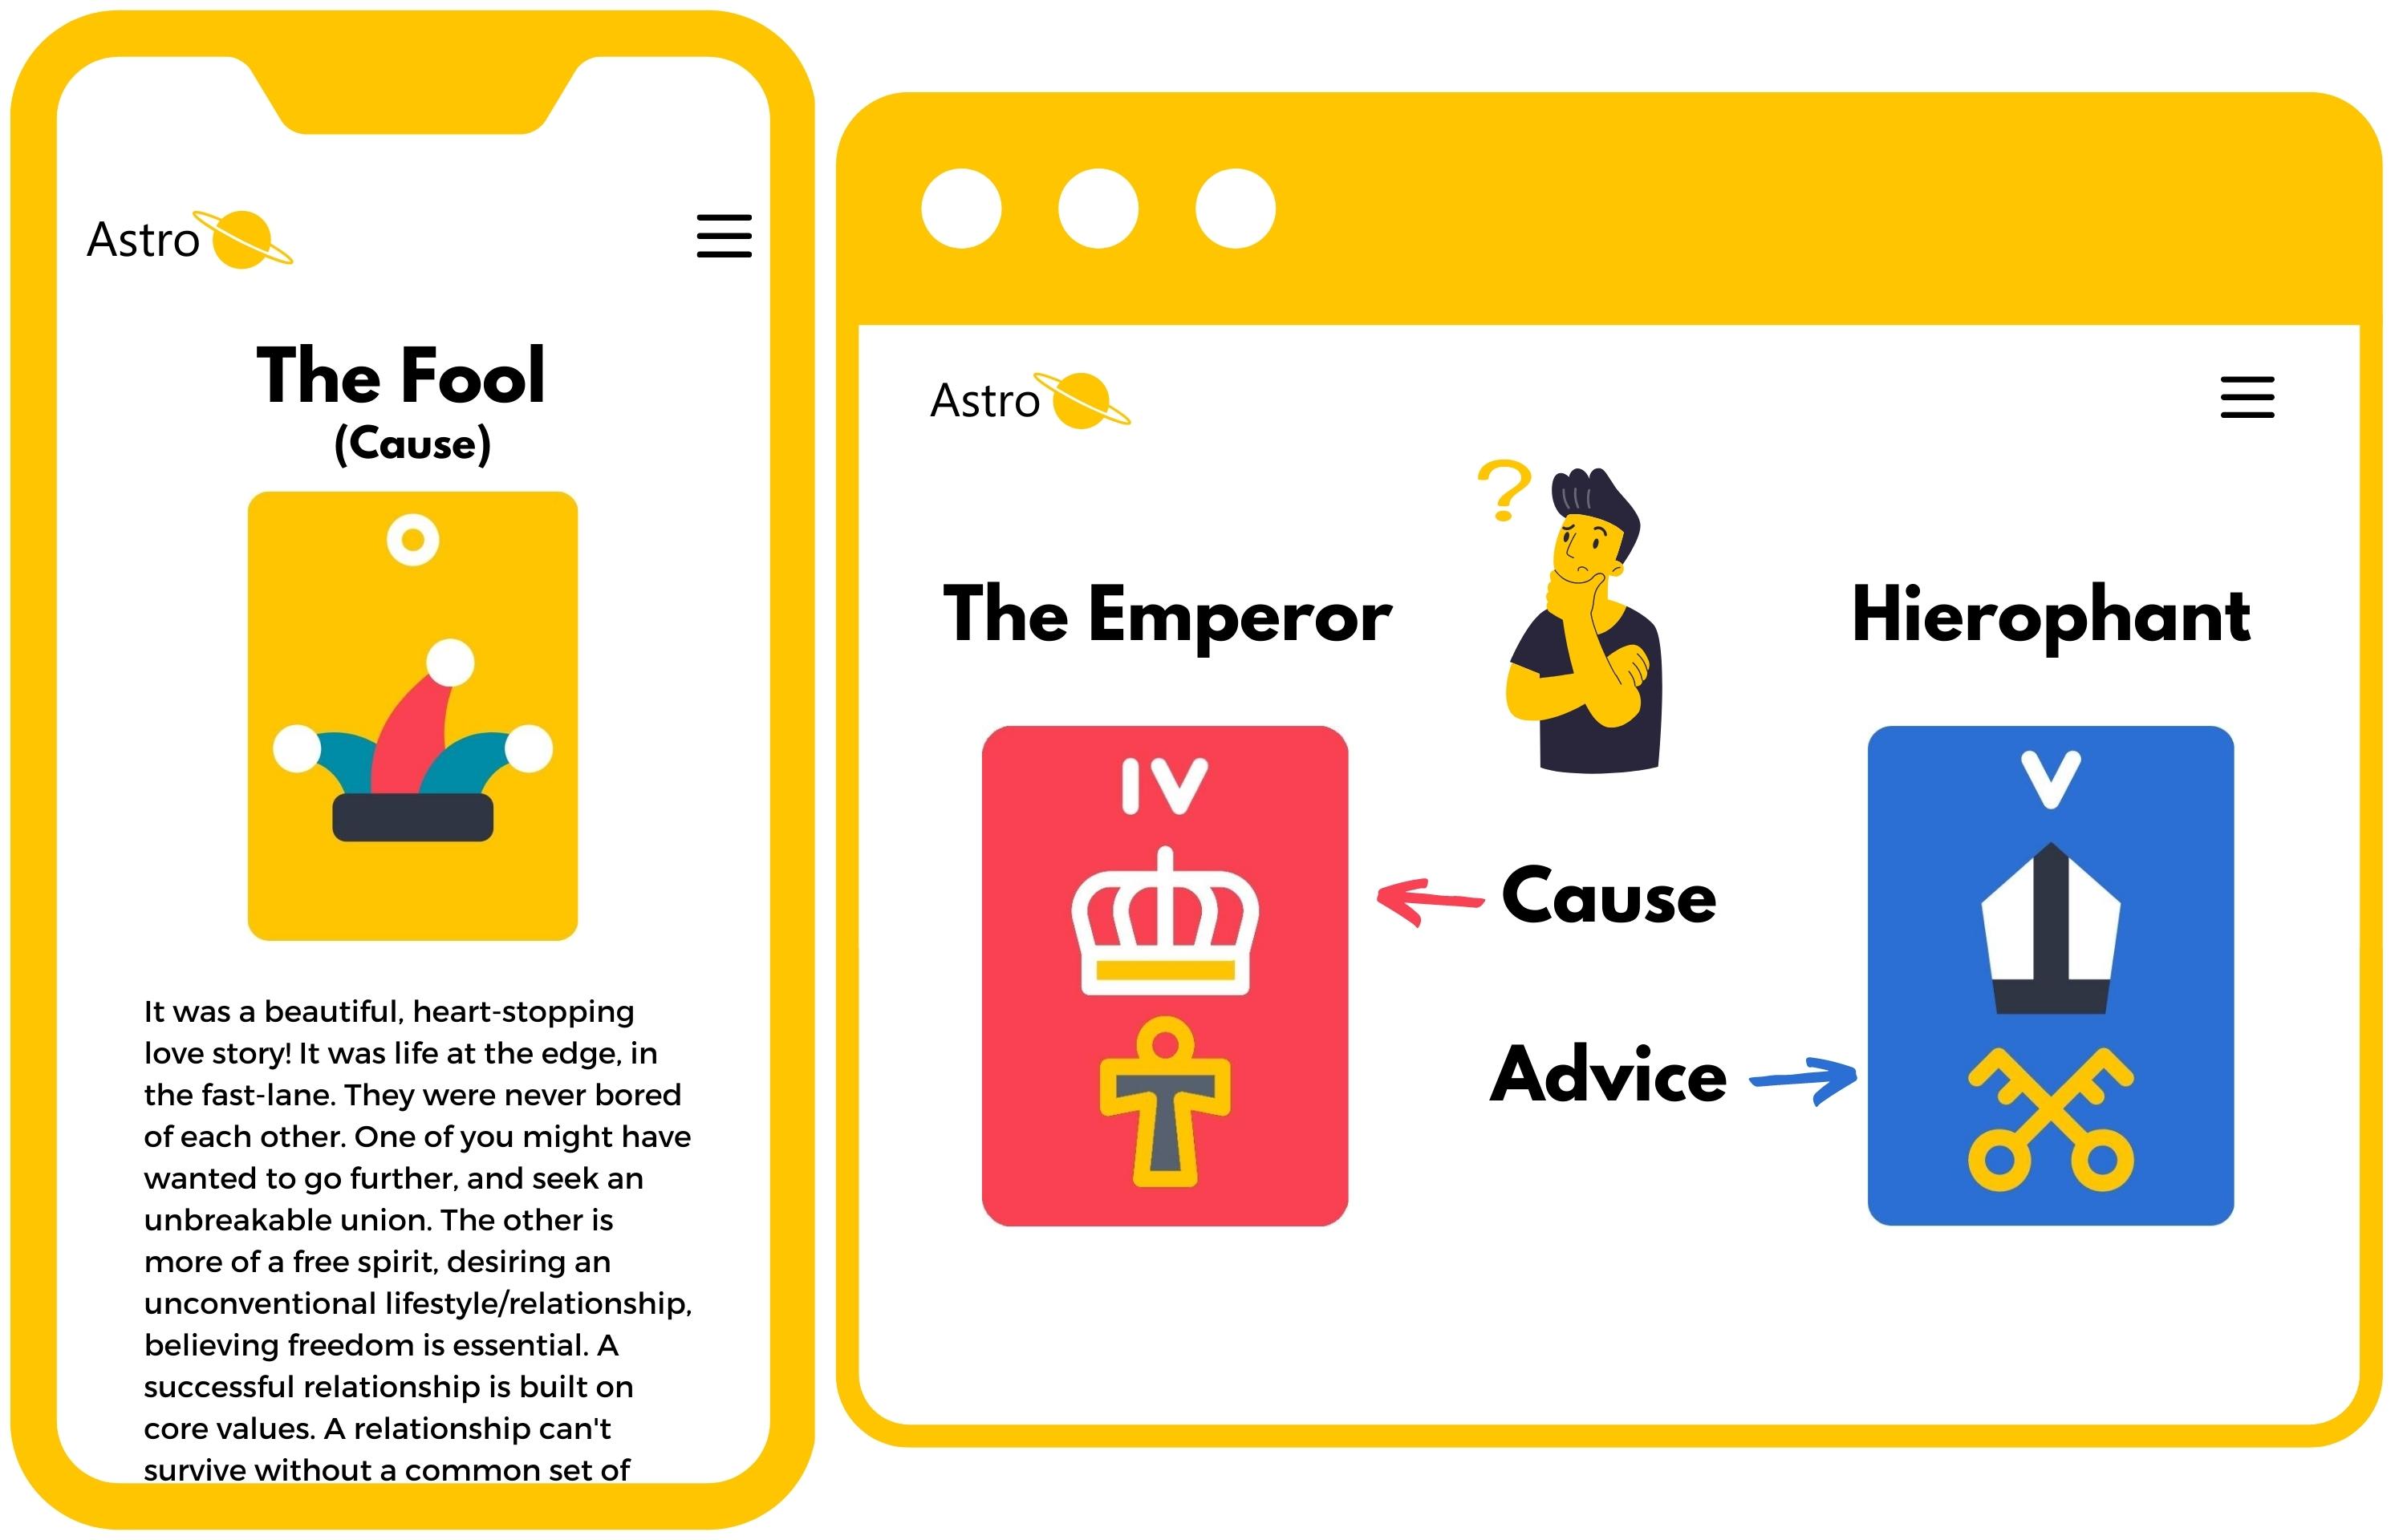 Astro
The Fool
(Cause)
It was a beautiful, heart-stopping
love story! It was life at the edge, in
the fast-lane. They were never bored
of each other. One of you might have
wanted to go further, and seek an
unbreakable union. The other is
more of a free spirit, desiring an
unconventional lifestyle/relationship,
believing freedom is essential. A
successful relationship is built on
core values. A relationship can't
survive without a common set of
Astro
?
The Emperor
Hierophant
IV
V
Cause
Advice